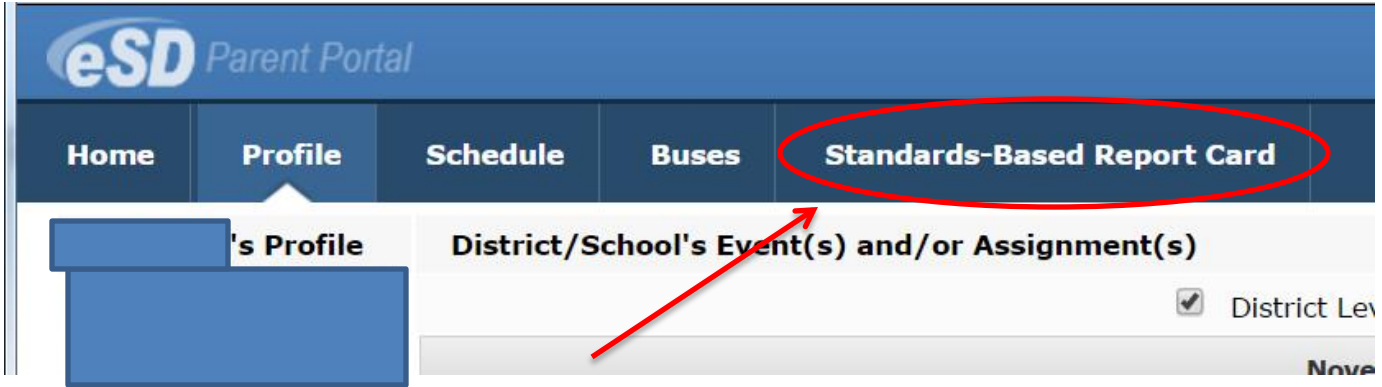 eSD Parent Portal
Home Profile Schedule Buses Standards-Based Report Card
's Profile District/School's Event(s) and/or Assignment(s)
District Lev
Nove